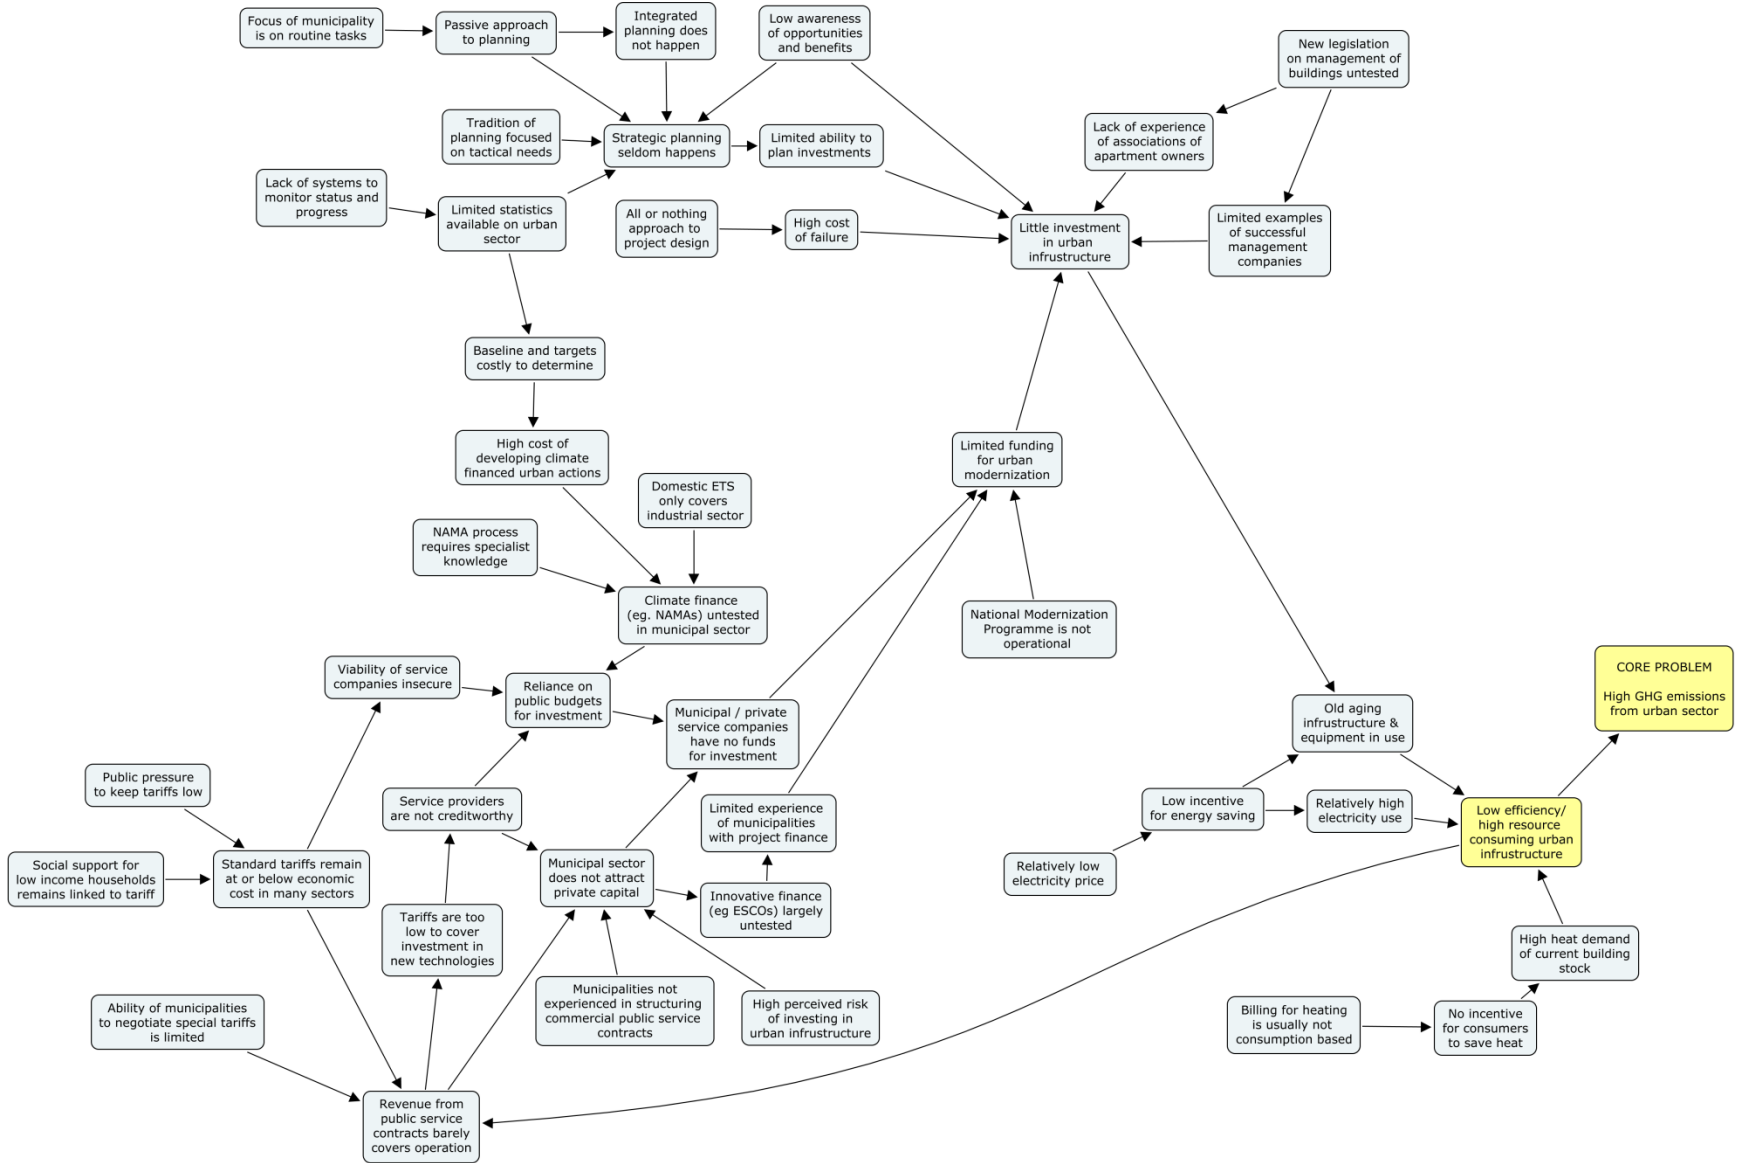 Focus of municipality
is on routine tasks
Passive approach
to planning
Integrated
planning does
not happen
Low awareness
of opportunities
and benefits
New legislation
on management of
buildings untested
Tradition of
planning focused
on tactical needs
Strategic planning
seldom happens
Limited ability to
plan investments
Lack of experience
of associations of
apartment owners
Lack of systems to
monitor status and
progress
Limited statistics
available on urban
sector
All or nothing
approach to
project design
High cost
of failure
Little investment
in urban
infrustructure
Limited examples
of successful
management
companies
Baseline and targets
costly to determine
High cost of
developing climate
financed urban actions
Domestic ETS
only covers
industrial sector
Limited funding
for urban
modernization
NAMA process
requires specialist
knowledge
Climate finance
(eg. NAMAs) untested
in municipal sector
National Modernization
Programme is not
operational
Viability of service
companies insecure
Reliance on
public budgets
for investment
Municipal / private
service companies
have no funds
for investment
Old aging
infrustructure &
equipment in use
CORE PROBLEM
High GHG emissions
from urban sector
Public pressure
to keep tariffs low
Service providers
are not creditworthy
Limited experience
of municipalities
with project finance
Low incentive
for energy saving
Relatively high
electricity use
Low efficiency/
high resource
consuming urban
infrustructure
Social support for
low income households
remains linked to tariff
Standard tariffs remain
at or below economic
cost in many sectors
Municipal sector
does not attract
private capital
Innovative finance
(eg ESCOs) largely
untested
Relatively low
electricity price
Tariffs are too
low to cover
investment in
new technologies
High heat demand
of current building
stock
Ability of municipalities
to negotiate special tariffs
is limited
Municipalities not
experienced in structuring
commercial public service
contracts
High perceived risk
of investing in
urban infrustructure
Billing for heating
is usually not
consumption based
No incentive
for consumers
to save heat
Revenue from
public service
contracts barely
covers operation